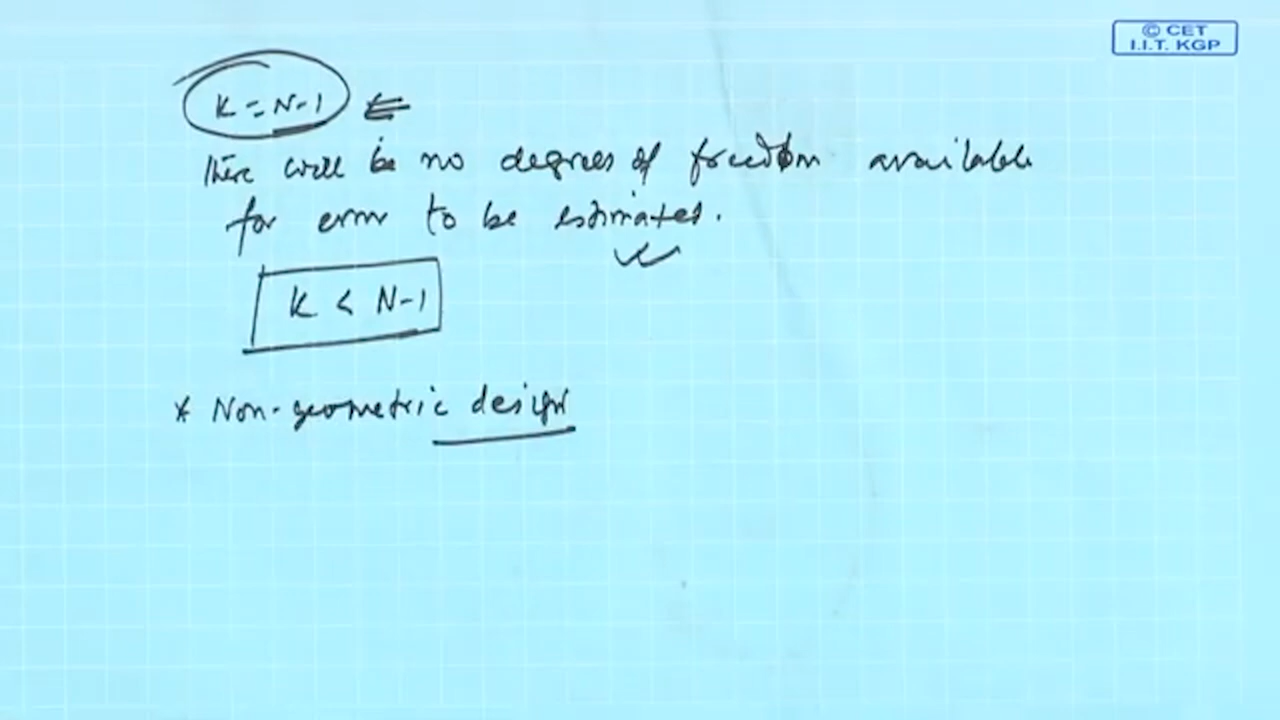 © CET
I.I.T. KGP
K = N-1
There will be no degrees of freedom available
for error to be estimates.
K < N-1
* Non-geometric design